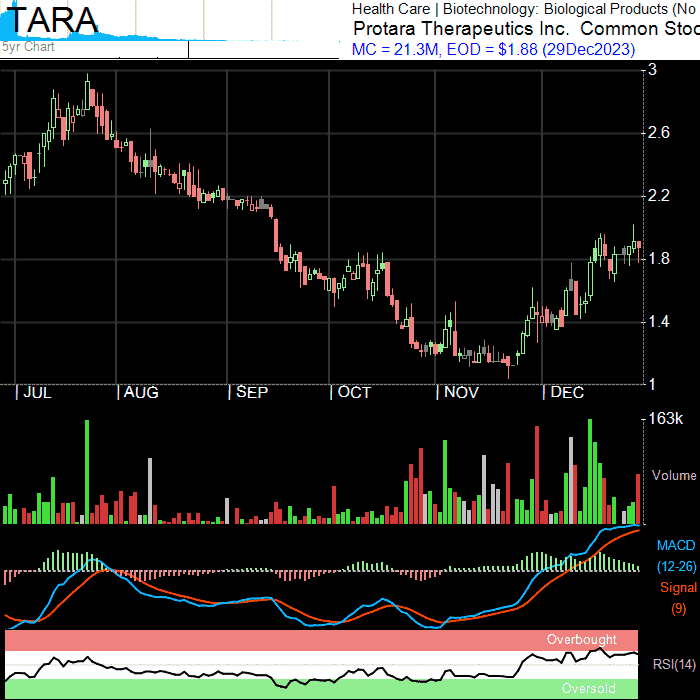 TARA
Health Care | Biotechnology: Biological Products (No
Protara Therapeutics Inc. Common Stoc
5yr Chart
MC = 21.3M, EOD = $1.88 (29Dec2023)
3
2.6
2.2
1.8
1.4
1
JUL AUG SEP OCT NOV DEC
163k
Volume
MACD
(12-26)
Signal
(9)
Overbought
RSI(14)
Oversold